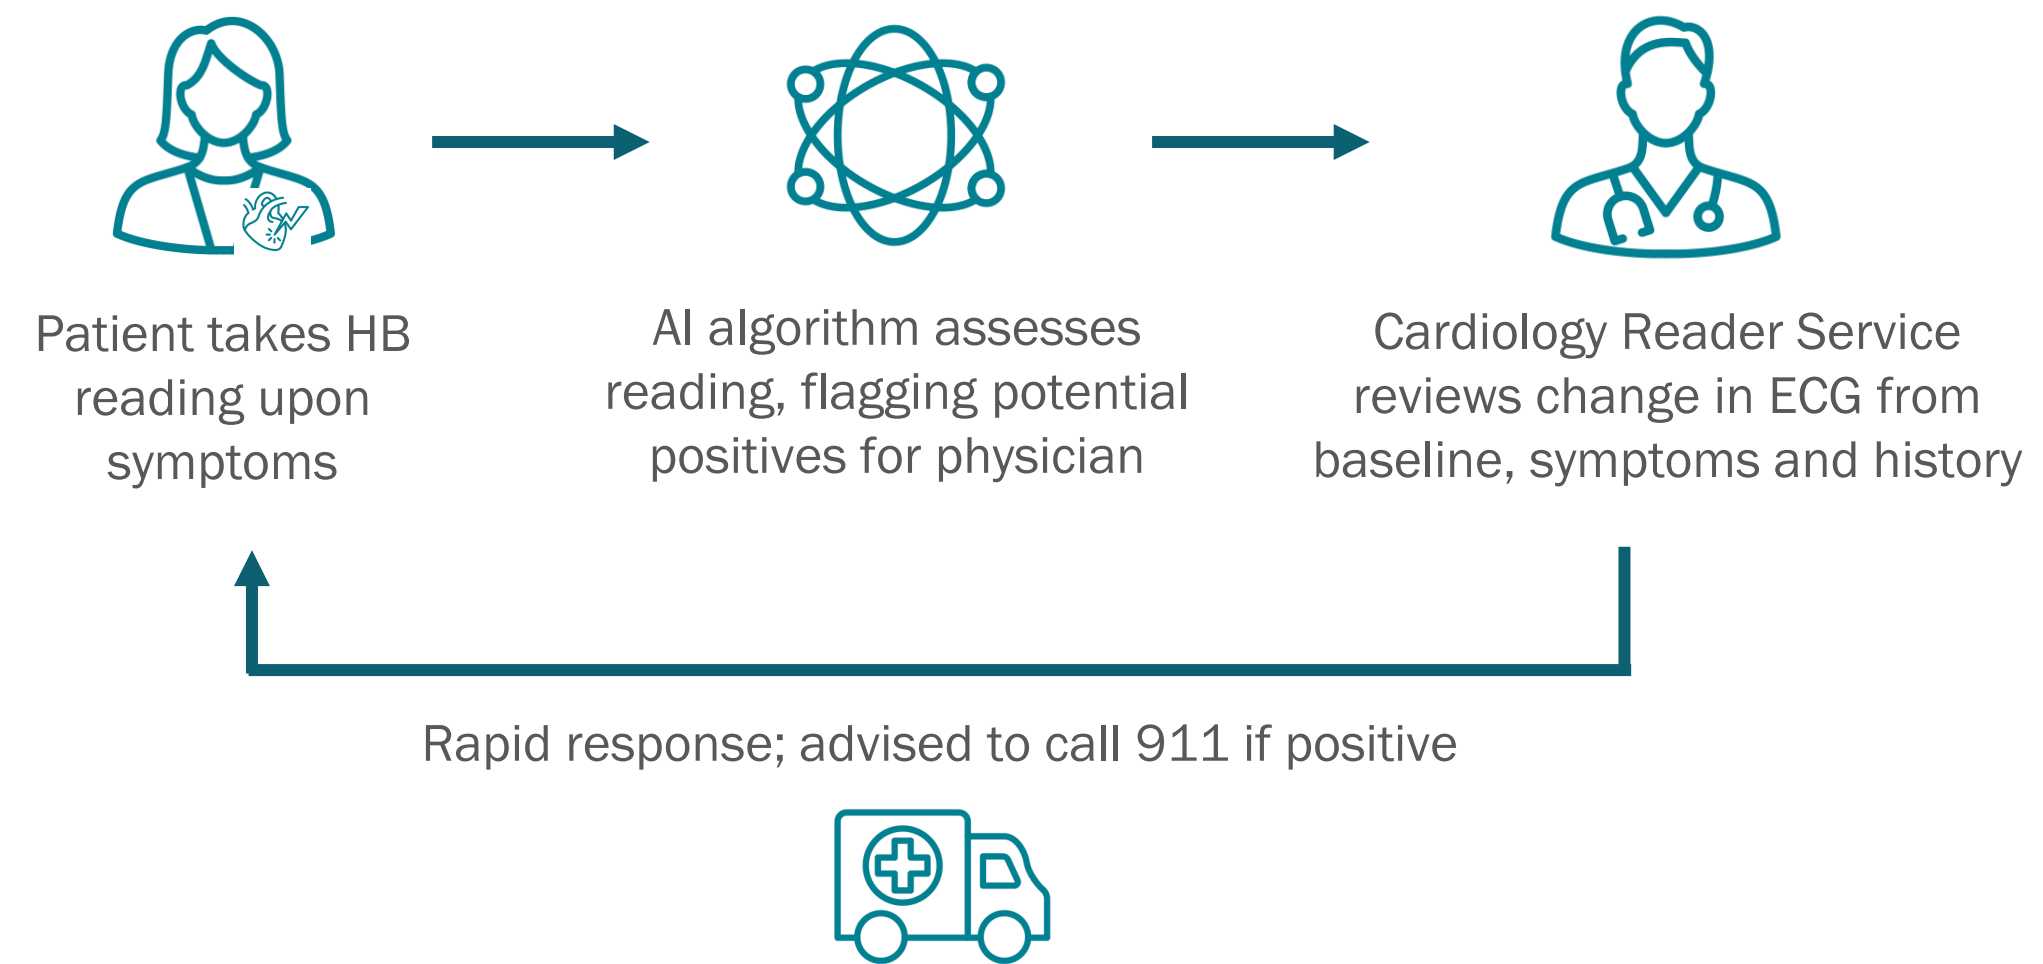 Patient takes HB
reading upon
symptoms
AI algorithm assesses
reading, flagging potential
positives for physician
Cardiology Reader Service
reviews change in ECG from
baseline, symptoms and history
Rapid response; advised to call 911 if positive